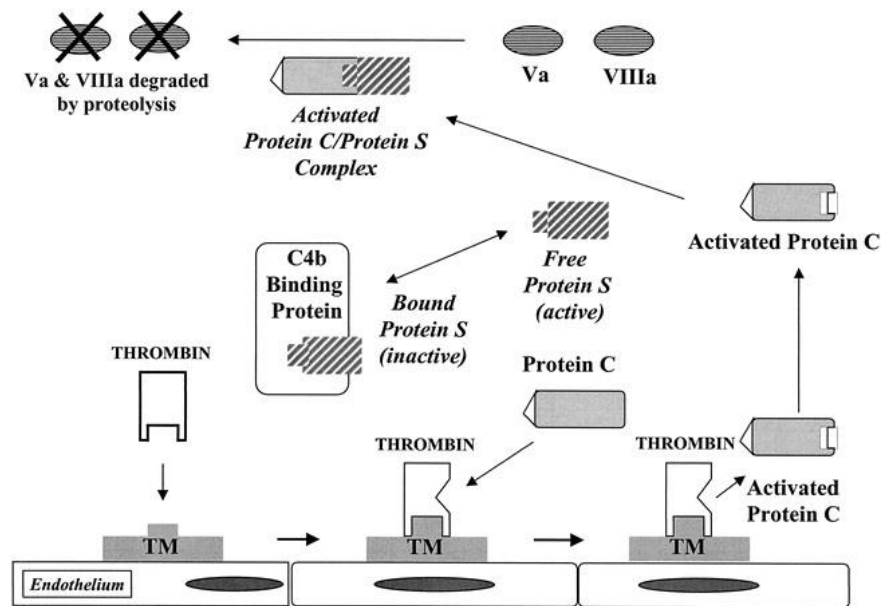 Va & VIIIa degraded
by proteolysis
Va
VIIIa
Activated
Protein C/Protein S
Complex
Activated Protein C
C4b
Binding
Protein
Bound
Protein S
(inactive)
Free
Protein S
(active)
THROMBIN
Protein C
THROMBIN
THROMBIN
Activated
Protein C
TM
TM
TM
Endothelium